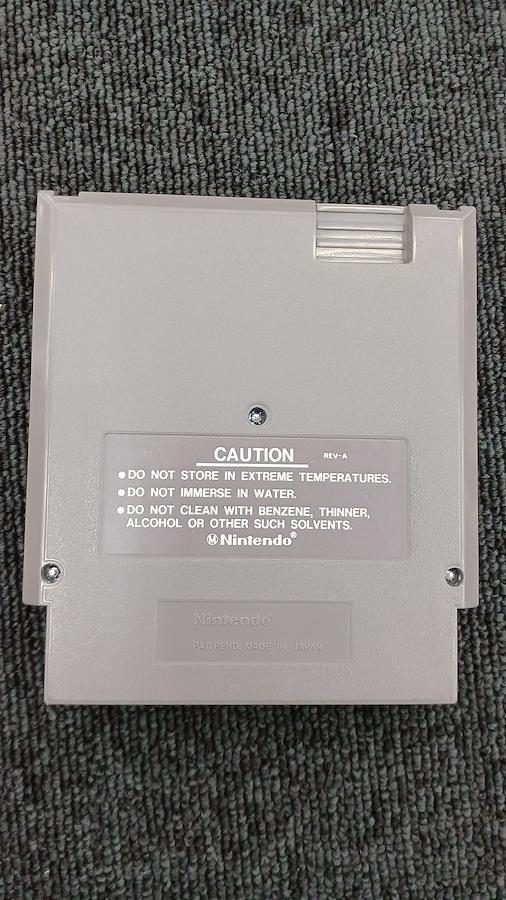 CAUTION REV-A
●DO NOT STORE IN EXTREME TEMPERATURES.
●DO NOT IMMERSE IN WATER.
●DO NOT CLEAN WITH BENZENE, THINNER,
ALCOHOL OR OTHER SUCH SOLVENTS.
Ⓜ Nintendo®
Nintendo®
PAT. PEND. MADE IN JAPAN